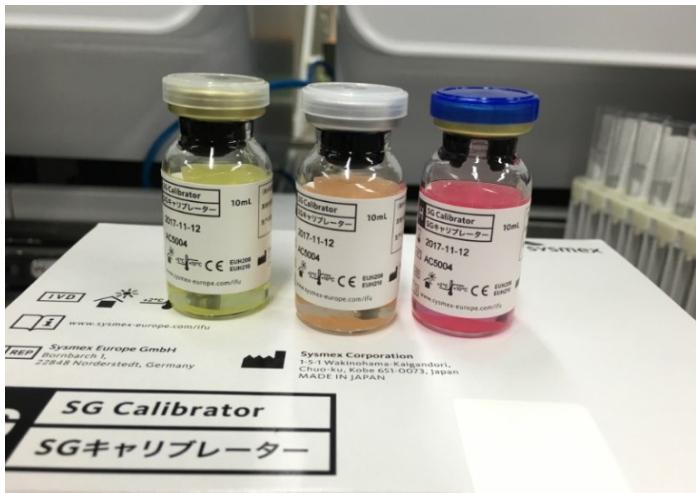 SG Calibrator
SGキャリブレーター
10mL
2017-11-12
AC5004
CE
EUH208
EUH210
www.sysmex-europe.com/ifu
SG Calibrator
SGキャリブレーター
10mL
2017-11-12
AC5004
CE
EUH208
EUH210
sysmex-europe.com/ifu
SG Calibrator
SGキャリブレーター
10mL
2017-11-12
AC5004
CE
EUH208
EUH210
www.sysmex-europe.com/ifu
sysmex
IVD
+2°C
www.sysmex-europe.com/ifu
REP
Sysmex Europe GmbH
Bornbarch 1,
22848 Norderstedt, Germany
Sysmex Corporation
1-5-1 Wakinohama-Kaigandori,
Chuo-ku, Kobe 651-0073, Japan
MADE IN JAPAN
SG Calibrator
SGキャリブレーター